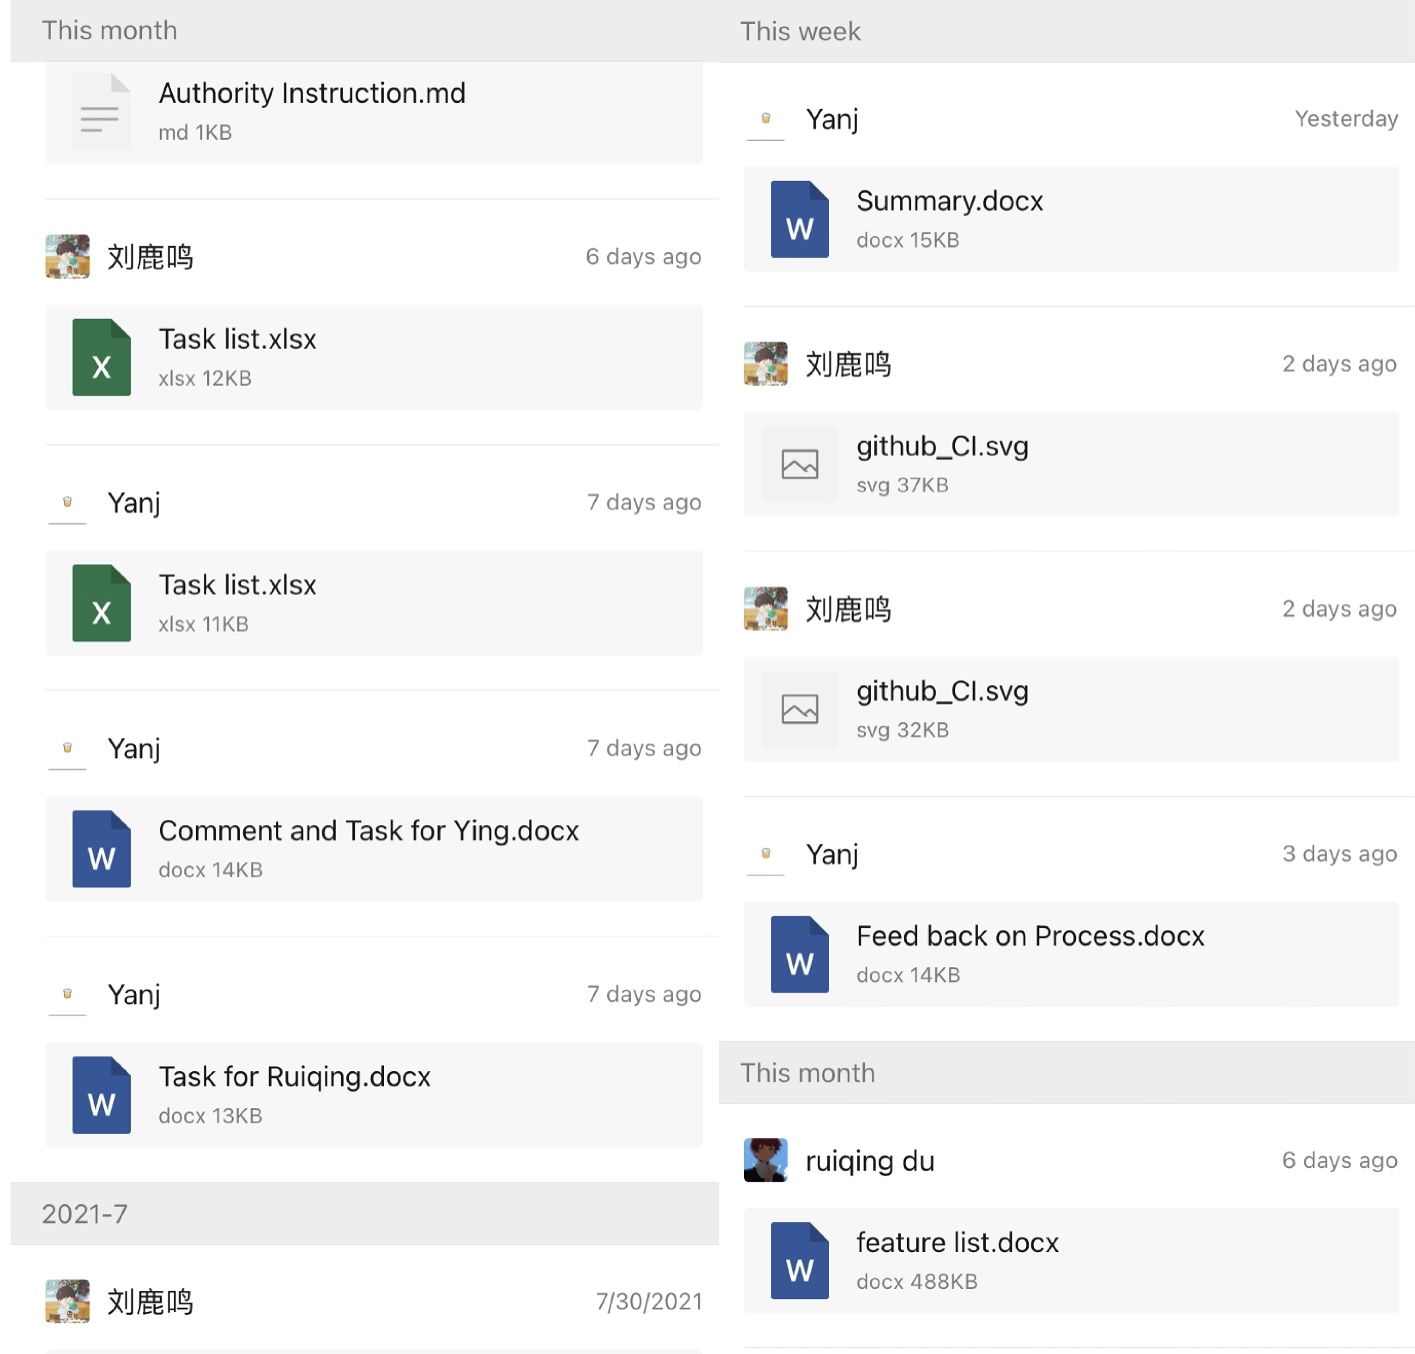 This month
Authority Instruction.md
md 1KB
刘鹿鸣
6 days ago
X
Task list.xlsx
xlsx 12KB
Yanj
7 days ago
X
Task list.xlsx
xlsx 11KB
Yanj
7 days ago
W
Comment and Task for Ying.docx
docx 14KB
Yanj
7 days ago
W
Task for Ruiqing.docx
docx 13KB
2021-7
刘鹿鸣
7/30/2021
This week
Yanj
Yesterday
W
Summary.docx
docx 15KB
刘鹿鸣
2 days ago
github_CI.svg
svg 37KB
刘鹿鸣
2 days ago
github_CI.svg
svg 32KB
Yanj
3 days ago
W
Feed back on Process.docx
docx 14KB
This month
ruiqing du
6 days ago
W
feature list.docx
docx 488KB